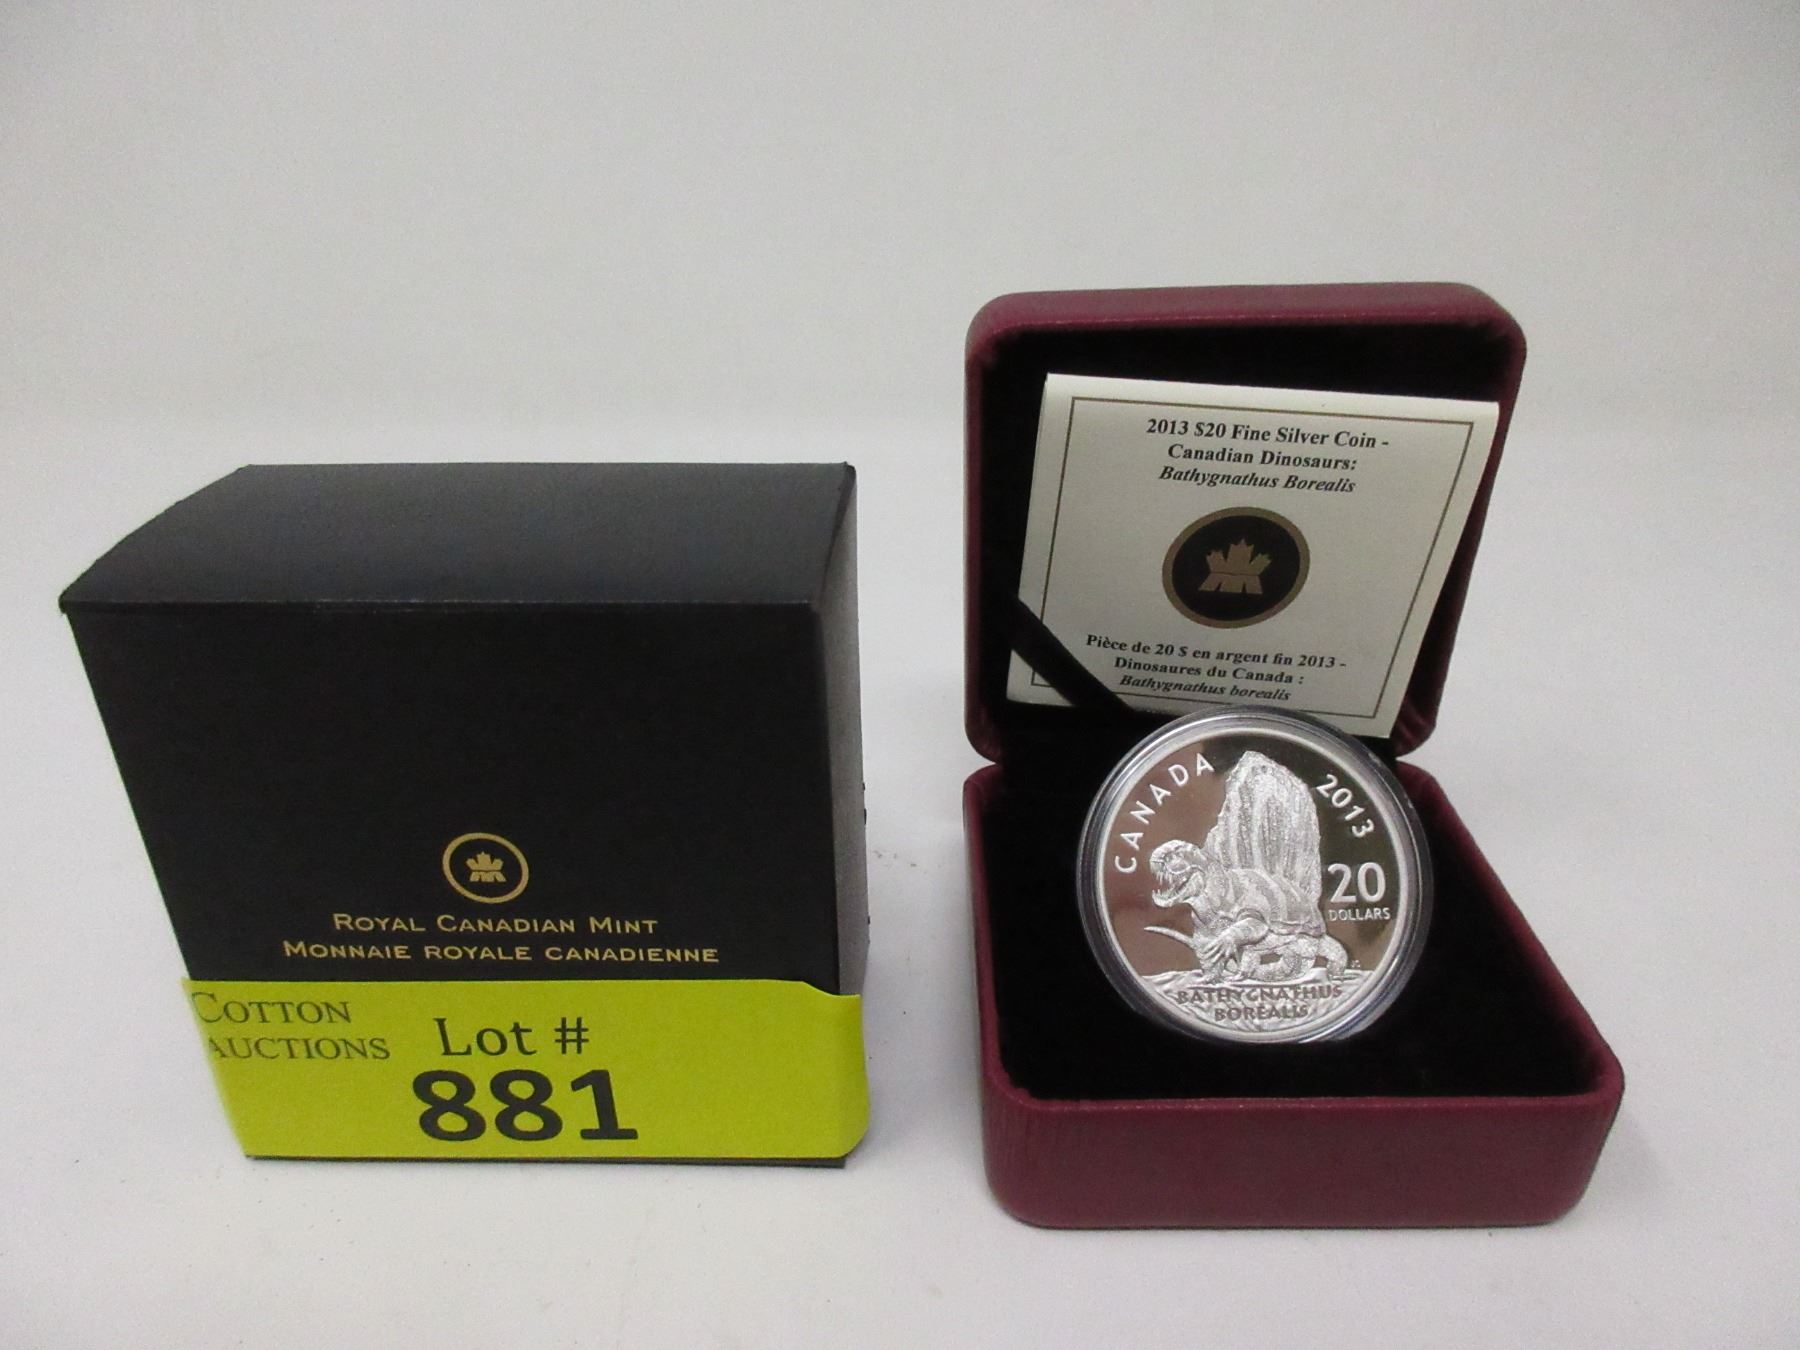 ROYAL CANADIAN MINT
MONNAIE ROYALE CANADIENNE
COTTON
AUCTIONS
Lot #
881
2013 $20 Fine Silver Coin -
Canadian Dinosaurs:
Bathygnathus Borealis
Pièce de 20 $ en argent fin 2013 -
Dinosaures du Canada :
Bathygnathus borealis
CANADA
2013
20
DOLLARS
BATHYGNATHUS
BOREALIS